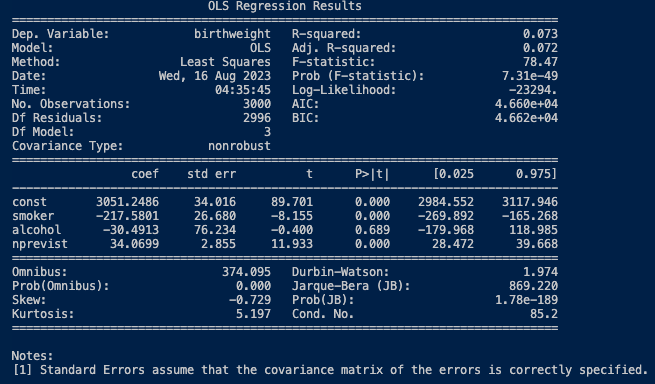 OLS Regression Results
==============================================================================
Dep. Variable:            birthweight   R-squared:                       0.073
Model:                            OLS   Adj. R-squared:                  0.072
Method:                 Least Squares   F-statistic:                     78.47
Date:                Wed, 16 Aug 2023   Prob (F-statistic):           7.31e-49
Time:                        04:35:45   Log-Likelihood:                -23294.
No. Observations:                3000   AIC:                         4.660e+04
Df Residuals:                    2996   BIC:                         4.662e+04
Df Model:                           3
Covariance Type:            nonrobust
==============================================================================
coef    std err          t      P>|t|      [0.025      0.975]
------------------------------------------------------------------------------
const       3051.2486     34.016     89.701      0.000    2984.552    3117.946
smoker      -217.5801     26.680     -8.155      0.000    -269.892    -165.268
alcohol      -30.4913     76.234     -0.400      0.689    -179.968     118.985
nprevist      34.0699      2.855     11.933      0.000      28.472      39.668
==============================================================================
Omnibus:                      374.095   Durbin-Watson:                   1.974
Prob(Omnibus):                  0.000   Jarque-Bera (JB):              869.220
Skew:                          -0.729   Prob(JB):                    1.78e-189
Kurtosis:                       5.197   Cond. No.                         85.2
==============================================================================
Notes:
[1] Standard Errors assume that the covariance matrix of the errors is correctly specified.